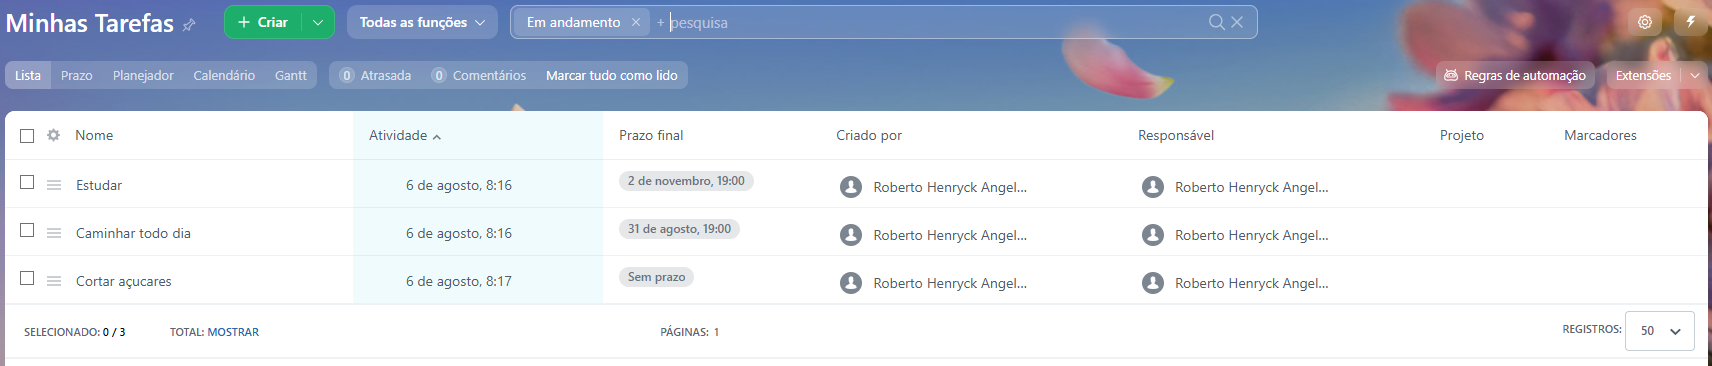 Minhas Tarefas + Criar Todas as funções Em andamento × + pesquisa
Lista Prazo Planejador Calendário Gantt 0 Atrasada 0 Comentários Marcar tudo como lido Regras de automação Extensões
Nome Atividade Prazo final Criado por Responsável Projeto Marcadores
Estudar 6 de agosto, 8:16 2 de novembro, 19:00 Roberto Henryck Angel... Roberto Henryck Angel...
Caminhar todo dia 6 de agosto, 8:16 31 de agosto, 19:00 Roberto Henryck Angel... Roberto Henryck Angel...
Cortar açucares 6 de agosto, 8:17 Sem prazo Roberto Henryck Angel... Roberto Henryck Angel...
SELECIONADO: 0 / 3 TOTAL: MOSTRAR PÁGINAS: 1 REGISTROS: 50